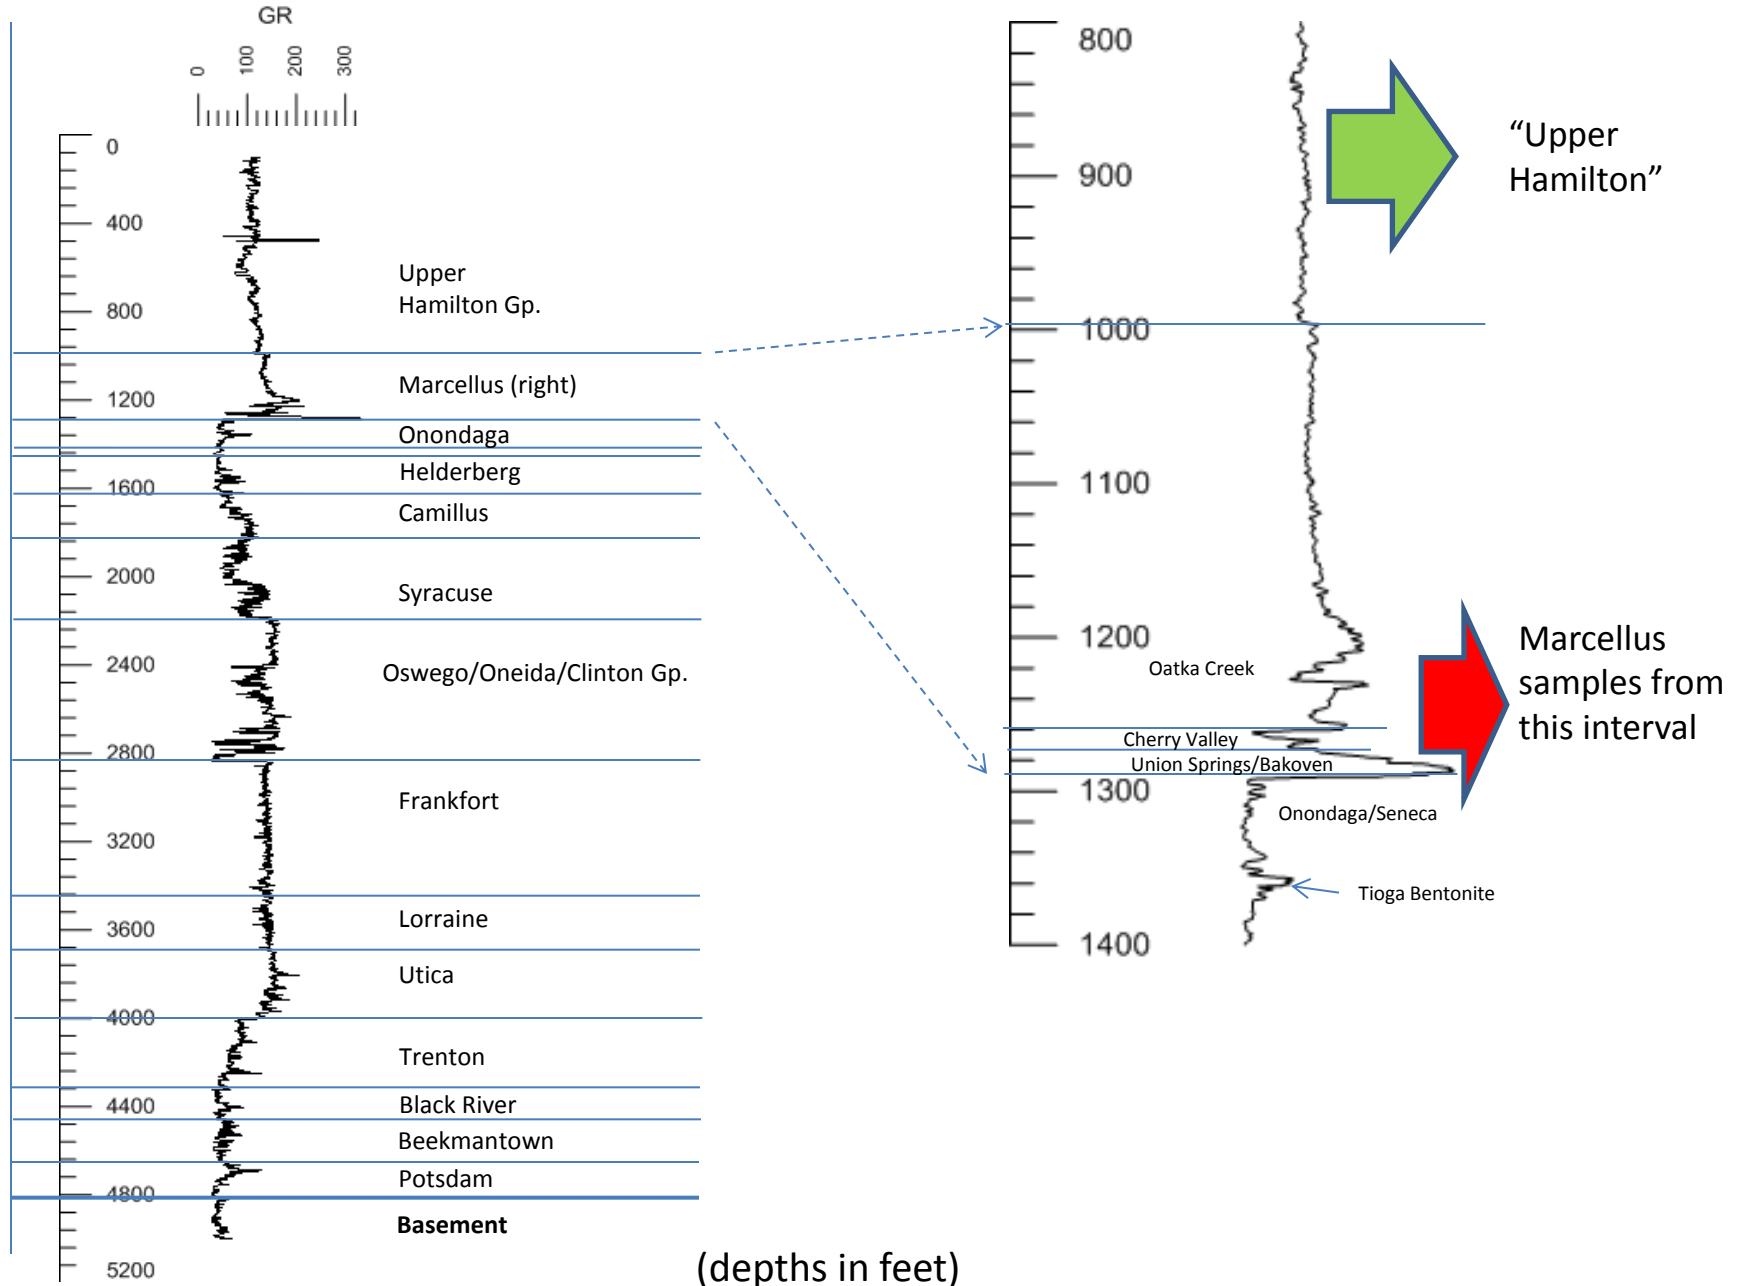 GR
0
100
200
300
0
400
800
1200
1600
2000
2400
2800
3200
3600
4000
4400
4800
5200
Upper
Hamilton Gp.
Marcellus (right)
Onondaga
Helderberg
Camillus
Syracuse
Oswego/Oneida/Clinton Gp.
Frankfort
Lorraine
Utica
Trenton
Black River
Beekmantown
Potsdam
Basement
800
900
1000
1100
1200
1300
1400
Oatka Creek
Cherry Valley
Union Springs/Bakoven
Onondaga/Seneca
Tioga Bentonite
“Upper
Hamilton”
Marcellus
samples from
this interval
(depths in feet)